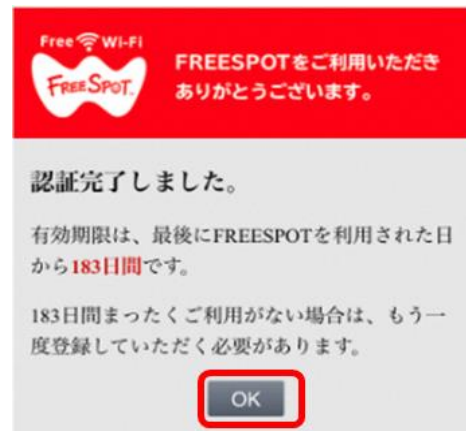 Free Wi-Fi
FREESPOT.
FREESPOTをご利用いただき
ありがとうございます。
認証完了しました。
有効期限は、最後にFREESPOTを利用された日
から183日間です。
183日間まったくご利用がない場合は、もう一
度登録していただく必要があります。
OK